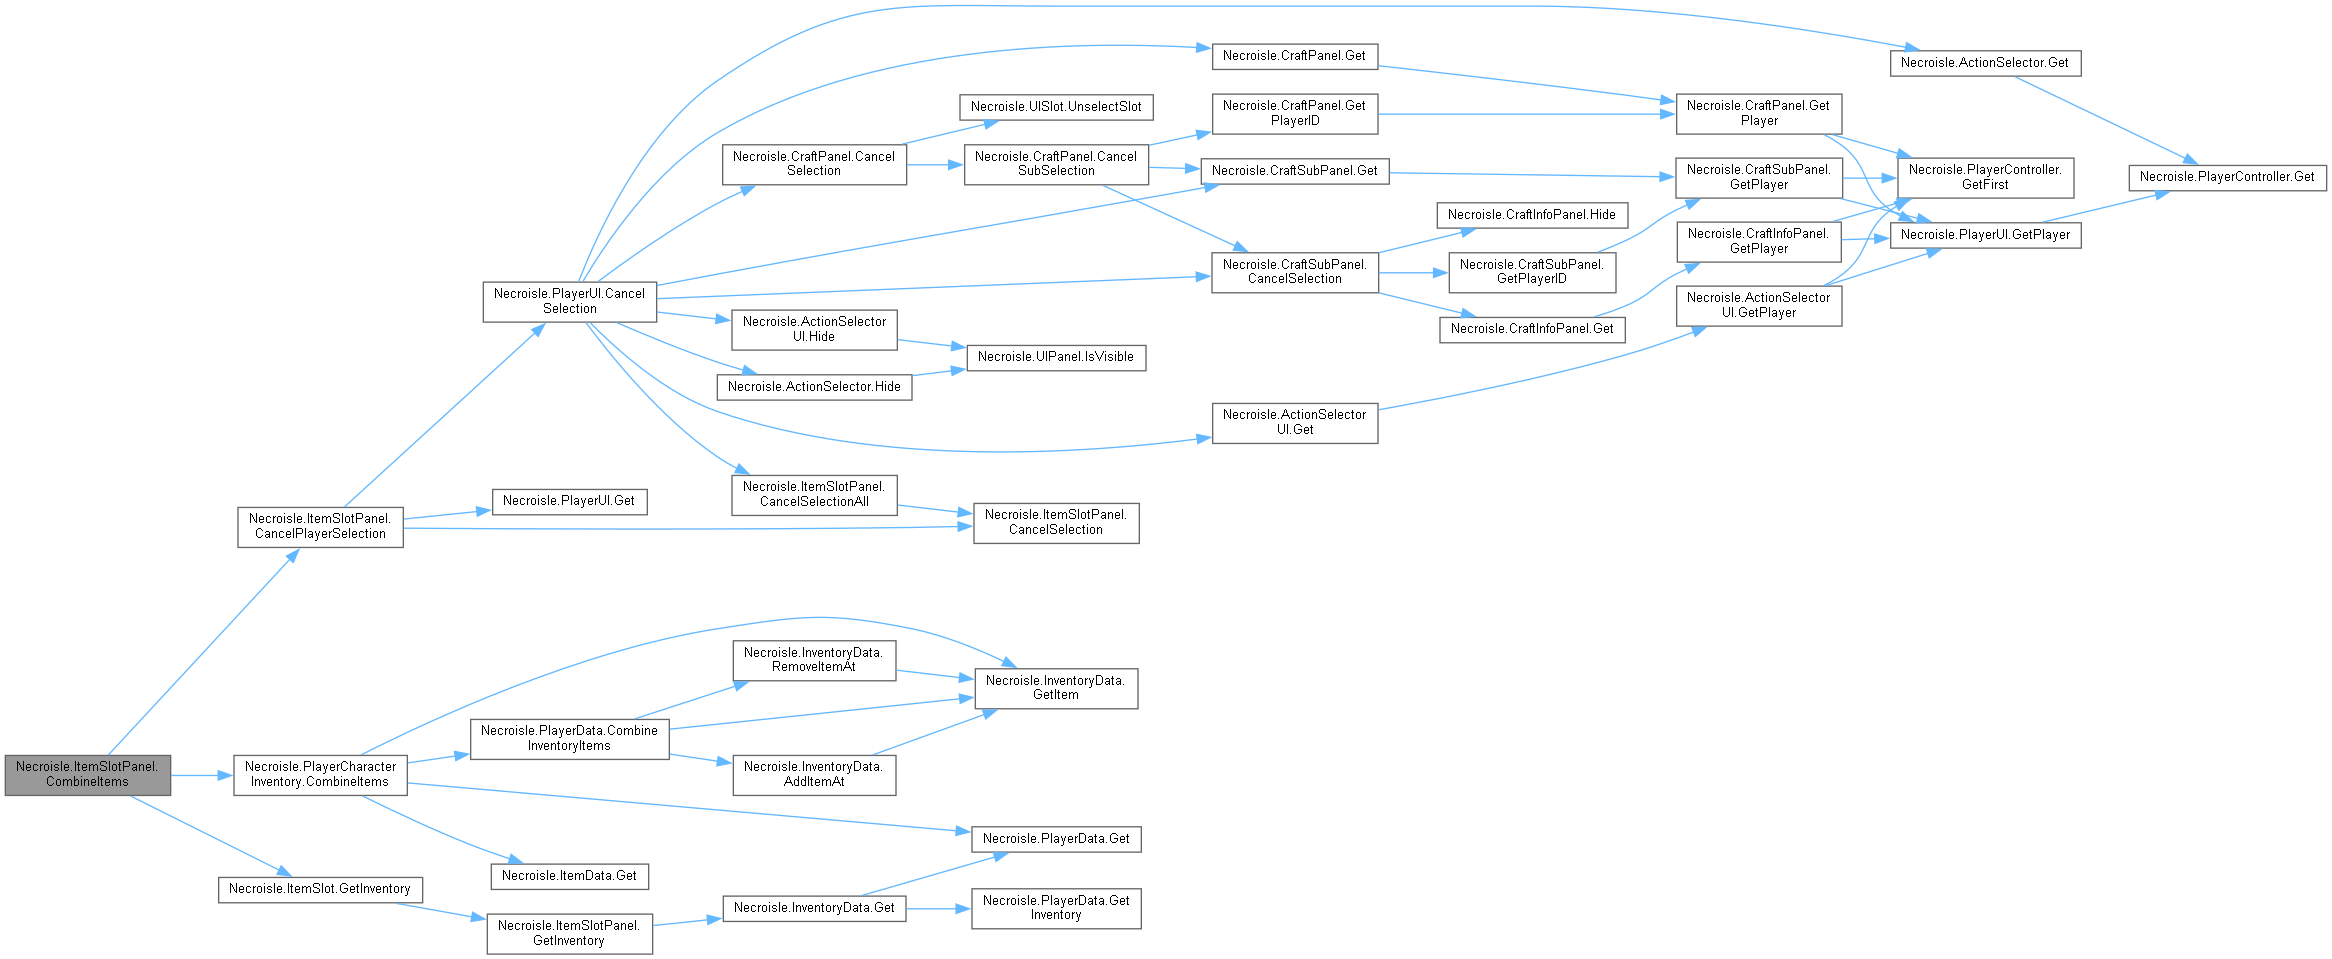 Necroisle.ItemSlotPanel.
CombineItems
Necroisle.ItemSlotPanel.
CancelPlayerSelection
Necroisle.PlayerCharacter
Inventory.CombineItems
Necroisle.ItemSlot.GetInventory
Necroisle.PlayerUI.Cancel
Selection
Necroisle.PlayerUI.Get
Necroisle.PlayerData.Combine
InventoryItems
Necroisle.ItemData.Get
Necroisle.ItemSlotPanel.
GetInventory
Necroisle.CraftPanel.Cancel
Selection
Necroisle.ActionSelector
UI.Hide
Necroisle.ActionSelector.Hide
Necroisle.ItemSlotPanel.
CancelSelectionAll
Necroisle.InventoryData.
RemoveItemAt
Necroisle.InventoryData.
AddItemAt
Necroisle.InventoryData.Get
Necroisle.UISlot.UnselectSlot
Necroisle.CraftPanel.Cancel
SubSelection
Necroisle.UIPanel.IsVisible
Necroisle.ItemSlotPanel.
CancelSelection
Necroisle.InventoryData.
GetItem
Necroisle.PlayerData.Get
Necroisle.PlayerData.Get
Inventory
Necroisle.CraftPanel.Get
Necroisle.CraftPanel.Get
PlayerID
Necroisle.CraftSubPanel.Get
Necroisle.CraftSubPanel.
CancelSelection
Necroisle.ActionSelector
UI.Get
Necroisle.CraftInfoPanel.Hide
Necroisle.CraftSubPanel.
GetPlayerID
Necroisle.CraftInfoPanel.Get
Necroisle.CraftPanel.Get
Player
Necroisle.CraftSubPanel.
GetPlayer
Necroisle.CraftInfoPanel.
GetPlayer
Necroisle.ActionSelector
UI.GetPlayer
Necroisle.ActionSelector.Get
Necroisle.PlayerController.
GetFirst
Necroisle.PlayerUI.GetPlayer
Necroisle.PlayerController.Get